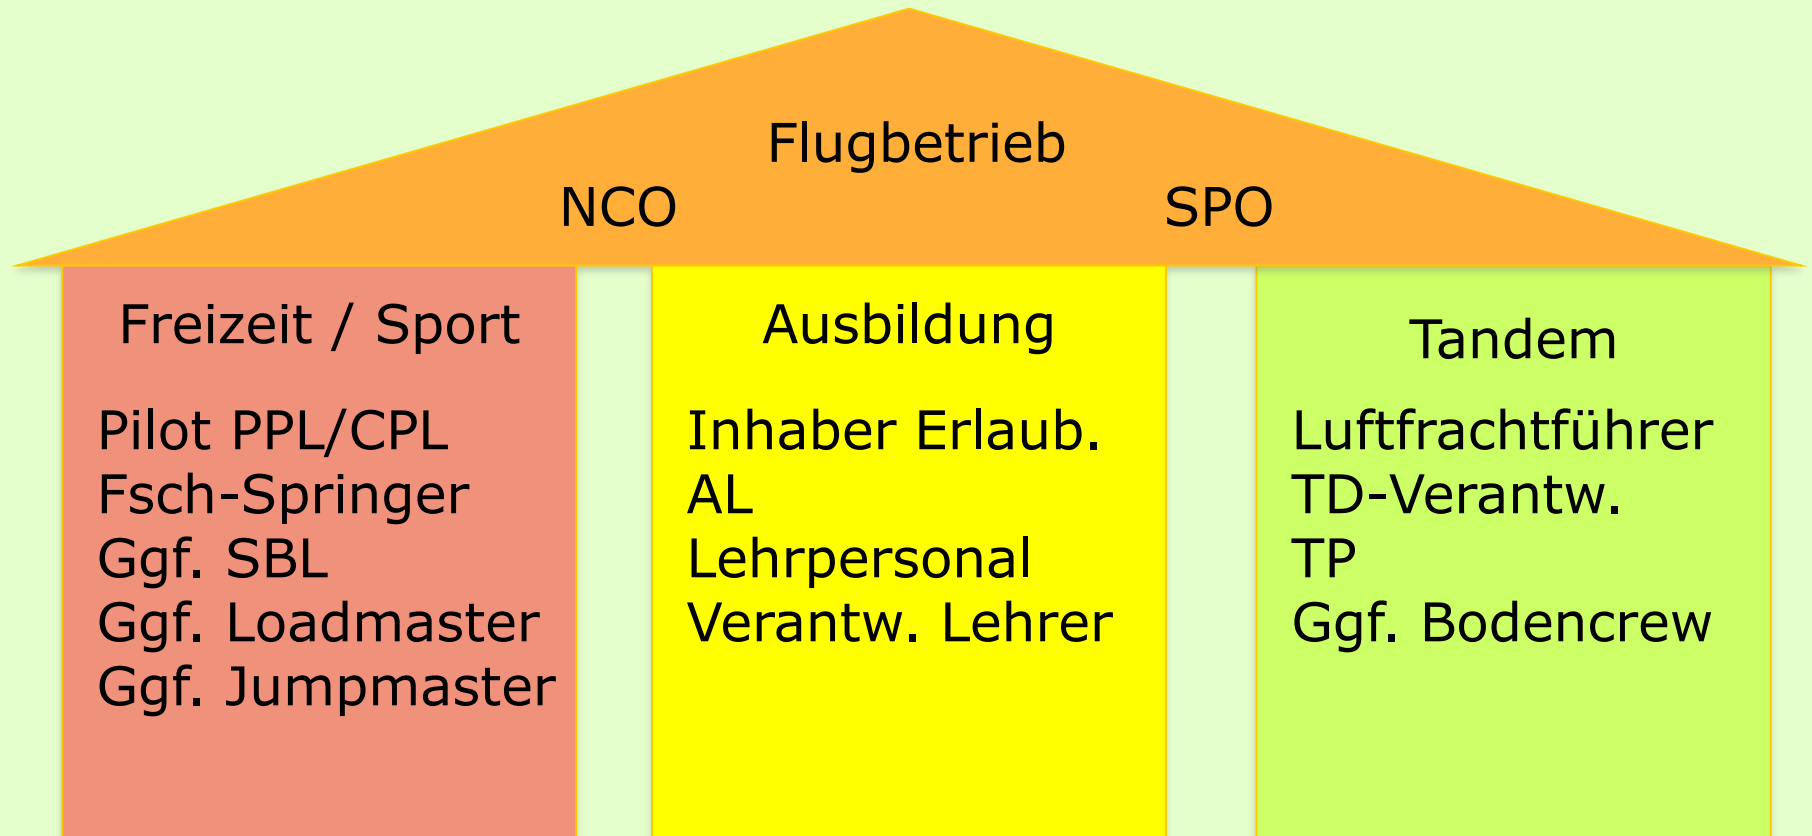 Flugbetrieb
NCO SPO
Freizeit / Sport
Pilot PPL/CPL
Fsch-Springer
Ggf. SBL
Ggf. Loadmaster
Ggf. Jumpmaster
Ausbildung
Inhaber Erlaub.
AL
Lehrpersonal
Verantw. Lehrer
Tandem
Luftfrachtführer
TD-Verantw.
TP
Ggf. Bodencrew